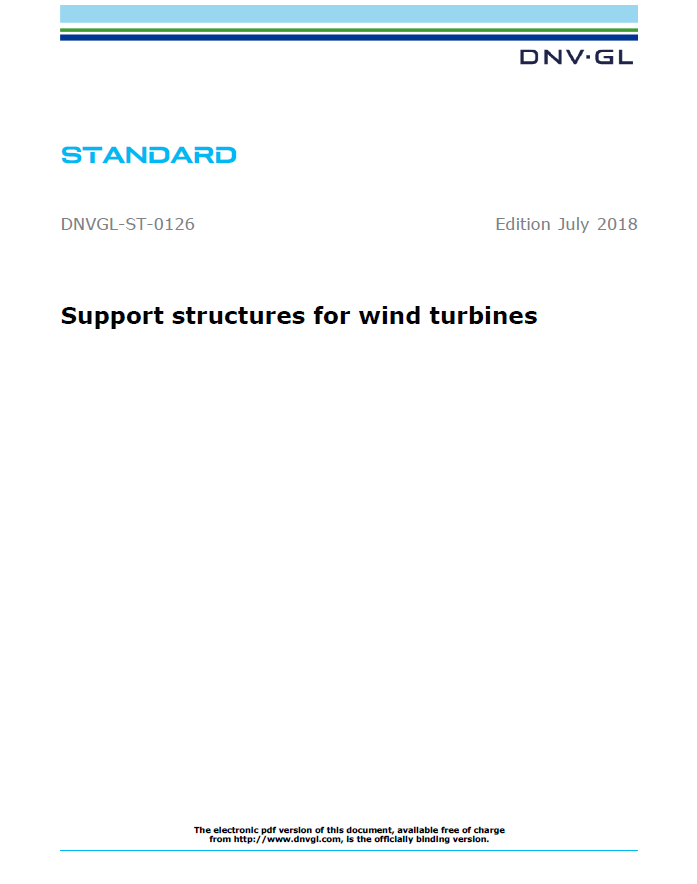 DNV·GL
STANDARD
DNVGL-ST-0126 Edition July 2018
Support structures for wind turbines
The electronic pdf version of this document, available free of charge
from http://www.dnvgl.com, is the officially binding version.